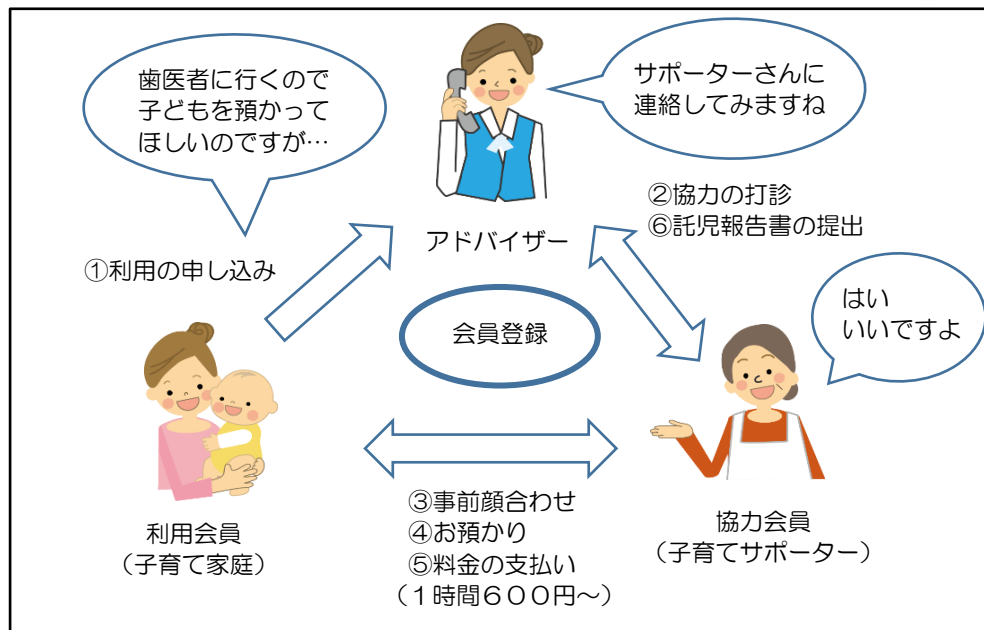 歯医者に行くので
子どもを預かって
ほしいのですが…
サポーターさんに
連絡してみますね
アドバイザー
②協力の打診
⑥託児報告書の提出
①利用の申し込み
会員登録
はい
いいですよ
③事前顔合わせ
④お預かり
⑤料金の支払い
（１時間６００円～）
利用会員
（子育て家庭）
協力会員
（子育てサポーター）